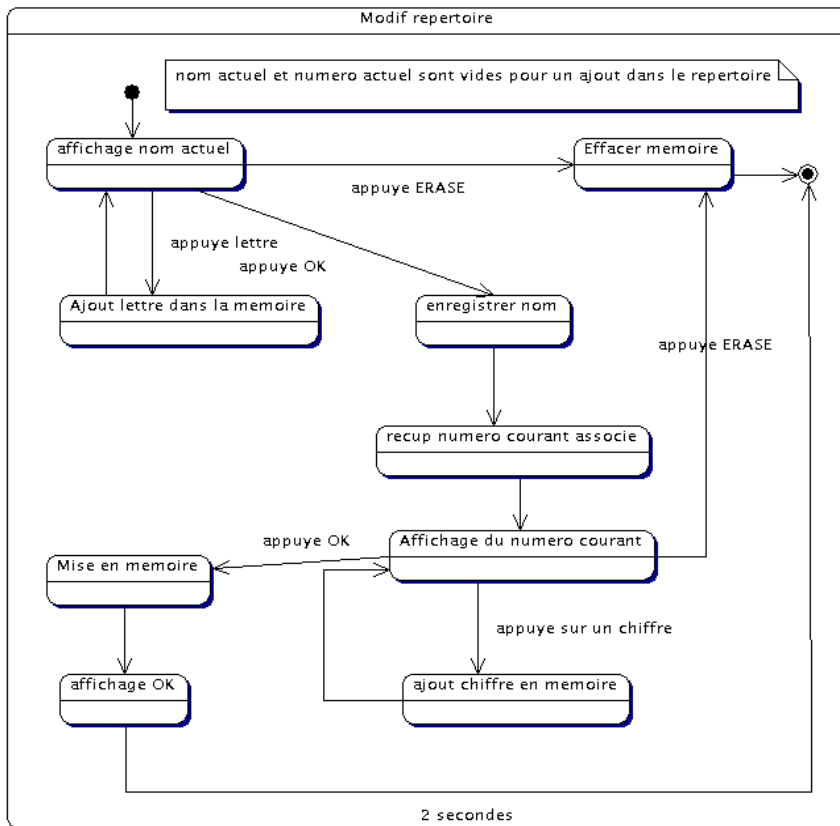 Modif repertoire
nom actuel et numero actuel sont vides pour un ajout dans le repertoire
affichage nom actuel
Effacer memoire
appuye ERASE
appuye lettre
appuye OK
Ajout lettre dans la memoire
enregistrer nom
appuye ERASE
recup numero courant associe
appuye OK
Affichage du numero courant
Mise en memoire
appuye sur un chiffre
affichage OK
ajout chiffre en memoire
2 secondes